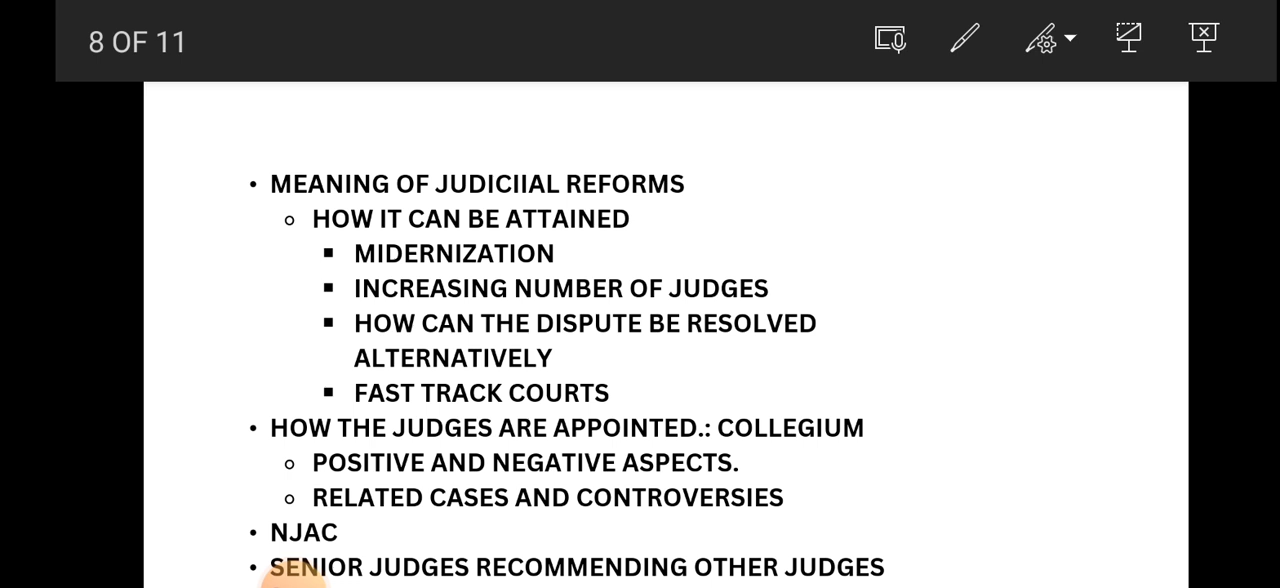 8 OF 11
• MEANING OF JUDICIIAL REFORMS
○ HOW IT CAN BE ATTAINED
▪ MIDERNIZATION
▪ INCREASING NUMBER OF JUDGES
▪ HOW CAN THE DISPUTE BE RESOLVED
ALTERNATIVELY
▪ FAST TRACK COURTS
• HOW THE JUDGES ARE APPOINTED.: COLLEGIUM
○ POSITIVE AND NEGATIVE ASPECTS.
○ RELATED CASES AND CONTROVERSIES
• NJAC
• SENIOR JUDGES RECOMMENDING OTHER JUDGES